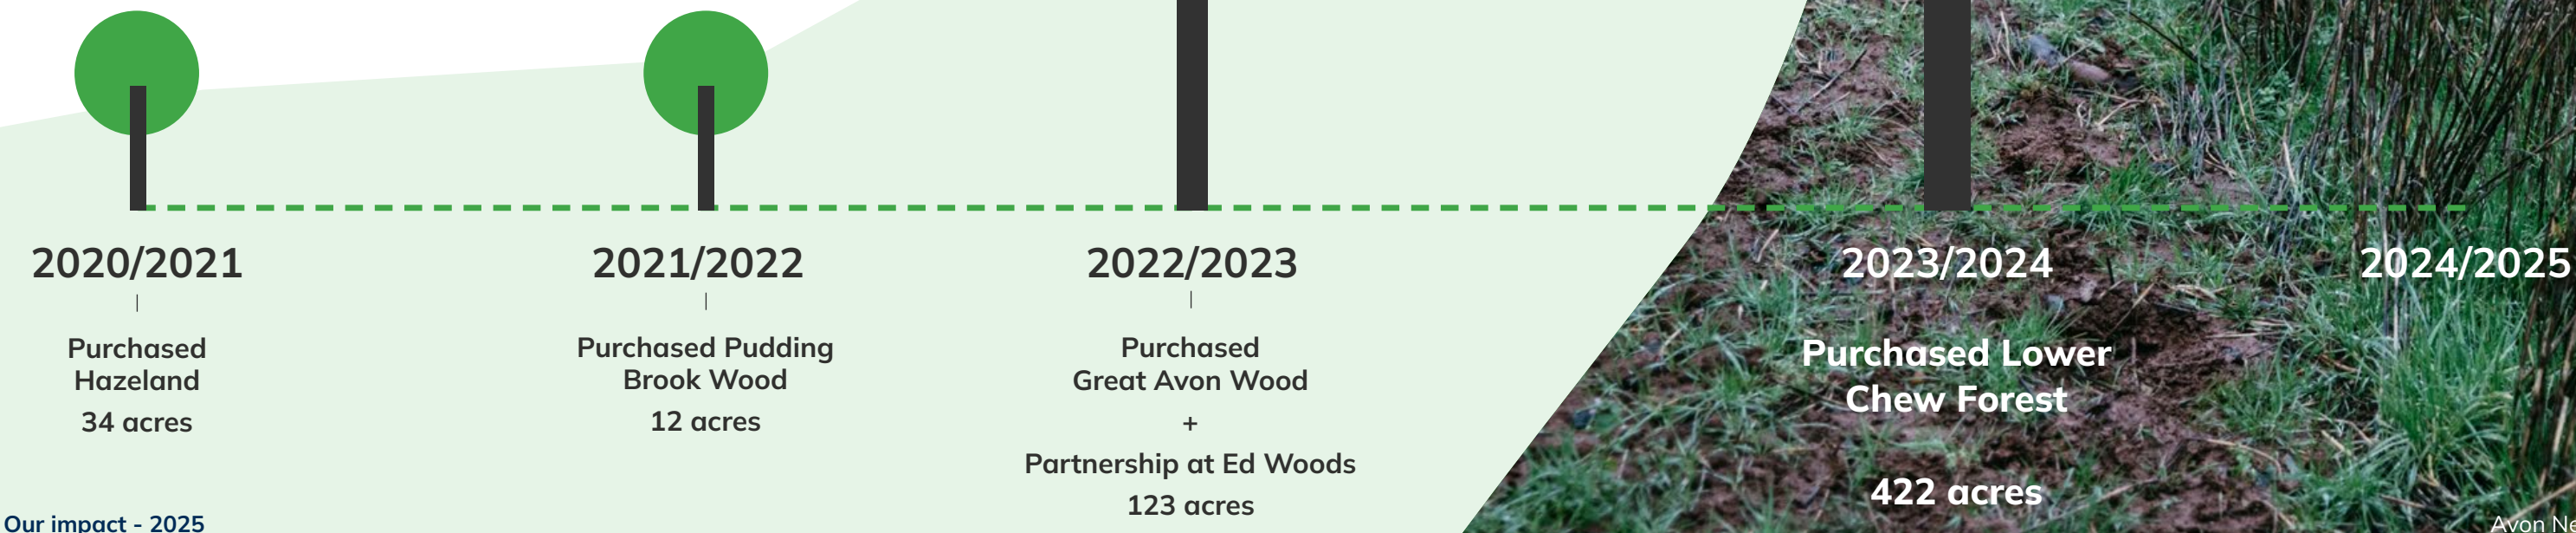 2020/2021
Purchased
Hazeland
34 acres
2021/2022
Purchased Pudding
Brook Wood
12 acres
2022/2023
Purchased
Great Avon Wood
+
Partnership at Ed Woods
123 acres
2023/2024
Purchased Lower
Chew Forest
422 acres
2024/2025
Our impact - 2025
Avon